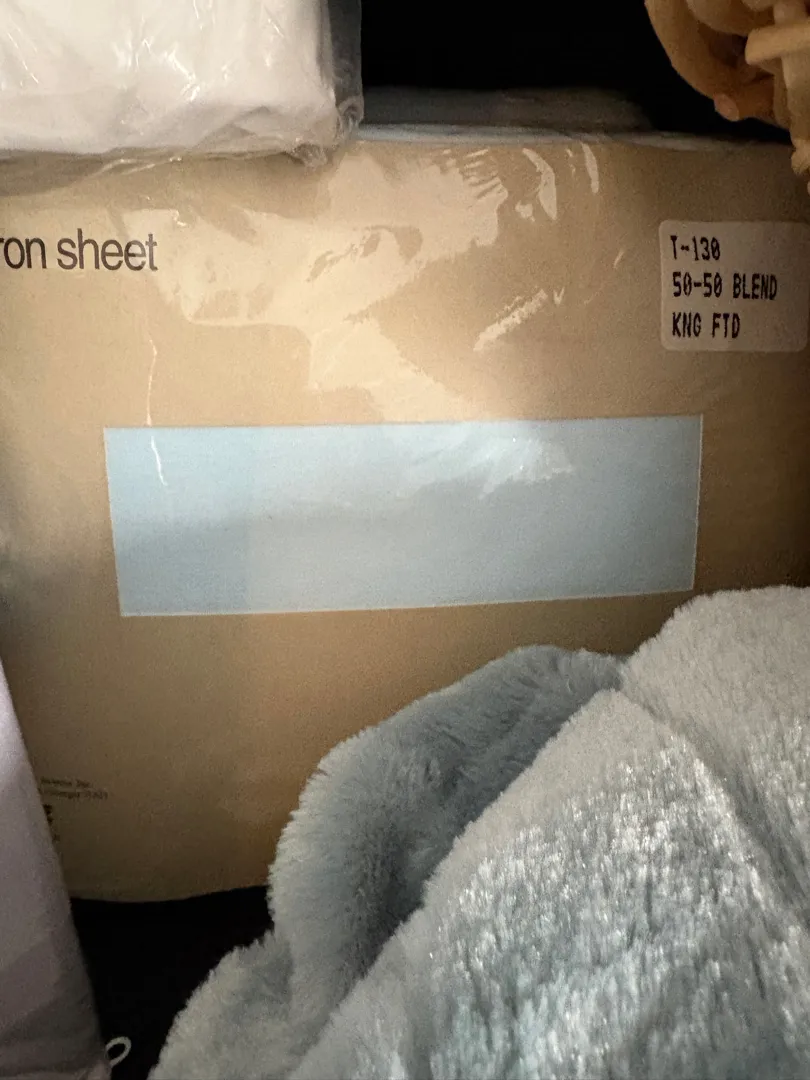 ron sheet
T-130
50-50 BLEND
KNG FTD